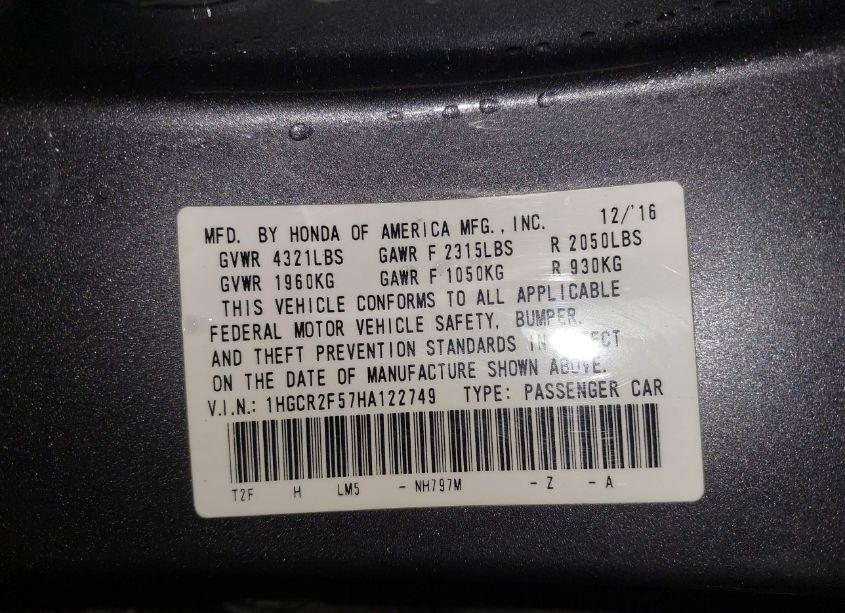 MFD. BY HONDA OF AMERICA MFG., INC. 12/'16
GVWR 4321LBS GAWR F 2315LBS R 2050LBS
GVWR 1960KG GAWR F 1050KG R 930KG
THIS VEHICLE CONFORMS TO ALL APPLICABLE
FEDERAL MOTOR VEHICLE SAFETY, BUMPER,
AND THEFT PREVENTION STANDARDS IN EFFECT
ON THE DATE OF MANUFACTURE SHOWN ABOVE.
V.I.N.: 1HGCR2F57HA122749 TYPE: PASSENGER CAR
T2F H LM5 - NH797M - Z - A